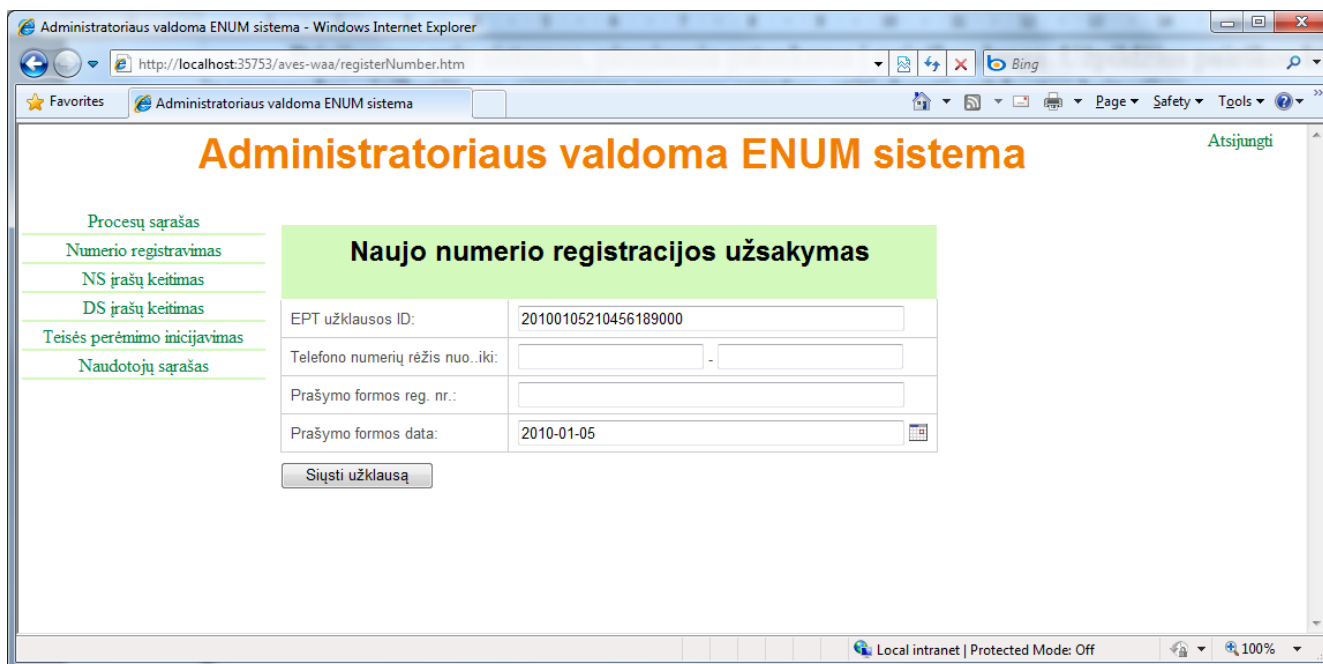 Administratoriaus valdoma ENUM sistema - Windows Internet Explorer
http://localhost:35753/aves-waa/registerNumber.htm
Bing
Favorites
Administratoriaus valdoma ENUM sistema
Page
Safety
Tools
Administratoriaus valdoma ENUM sistema
Atsijungti
Procesų sąrašas
Numerio registravimas
NS įrašų keitimas
DS įrašų keitimas
Teisės perėmimo inicijavimas
Naudotojų sąrašas
Naujo numerio registracijos užsakymas
EPT užklausos ID: 20100105210456189000
Telefono numerių rėžis nuo..iki: -
Prašymo formos reg. nr.:
Prašymo formos data: 2010-01-05
Siųsti užklausą
Local intranet | Protected Mode: Off
100%